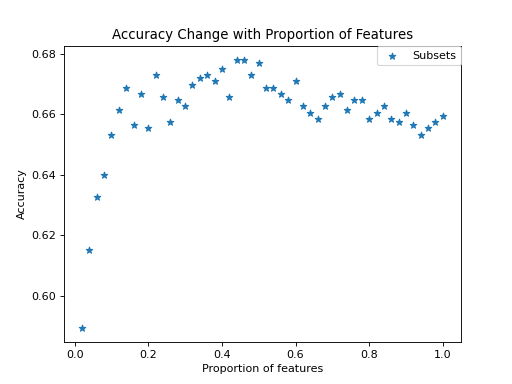 Accuracy Change with Proportion of Features
Subsets
0.68
0.66
0.64
0.62
0.60
Accuracy
0.0 0.2 0.4 0.6 0.8 1.0
Proportion of features